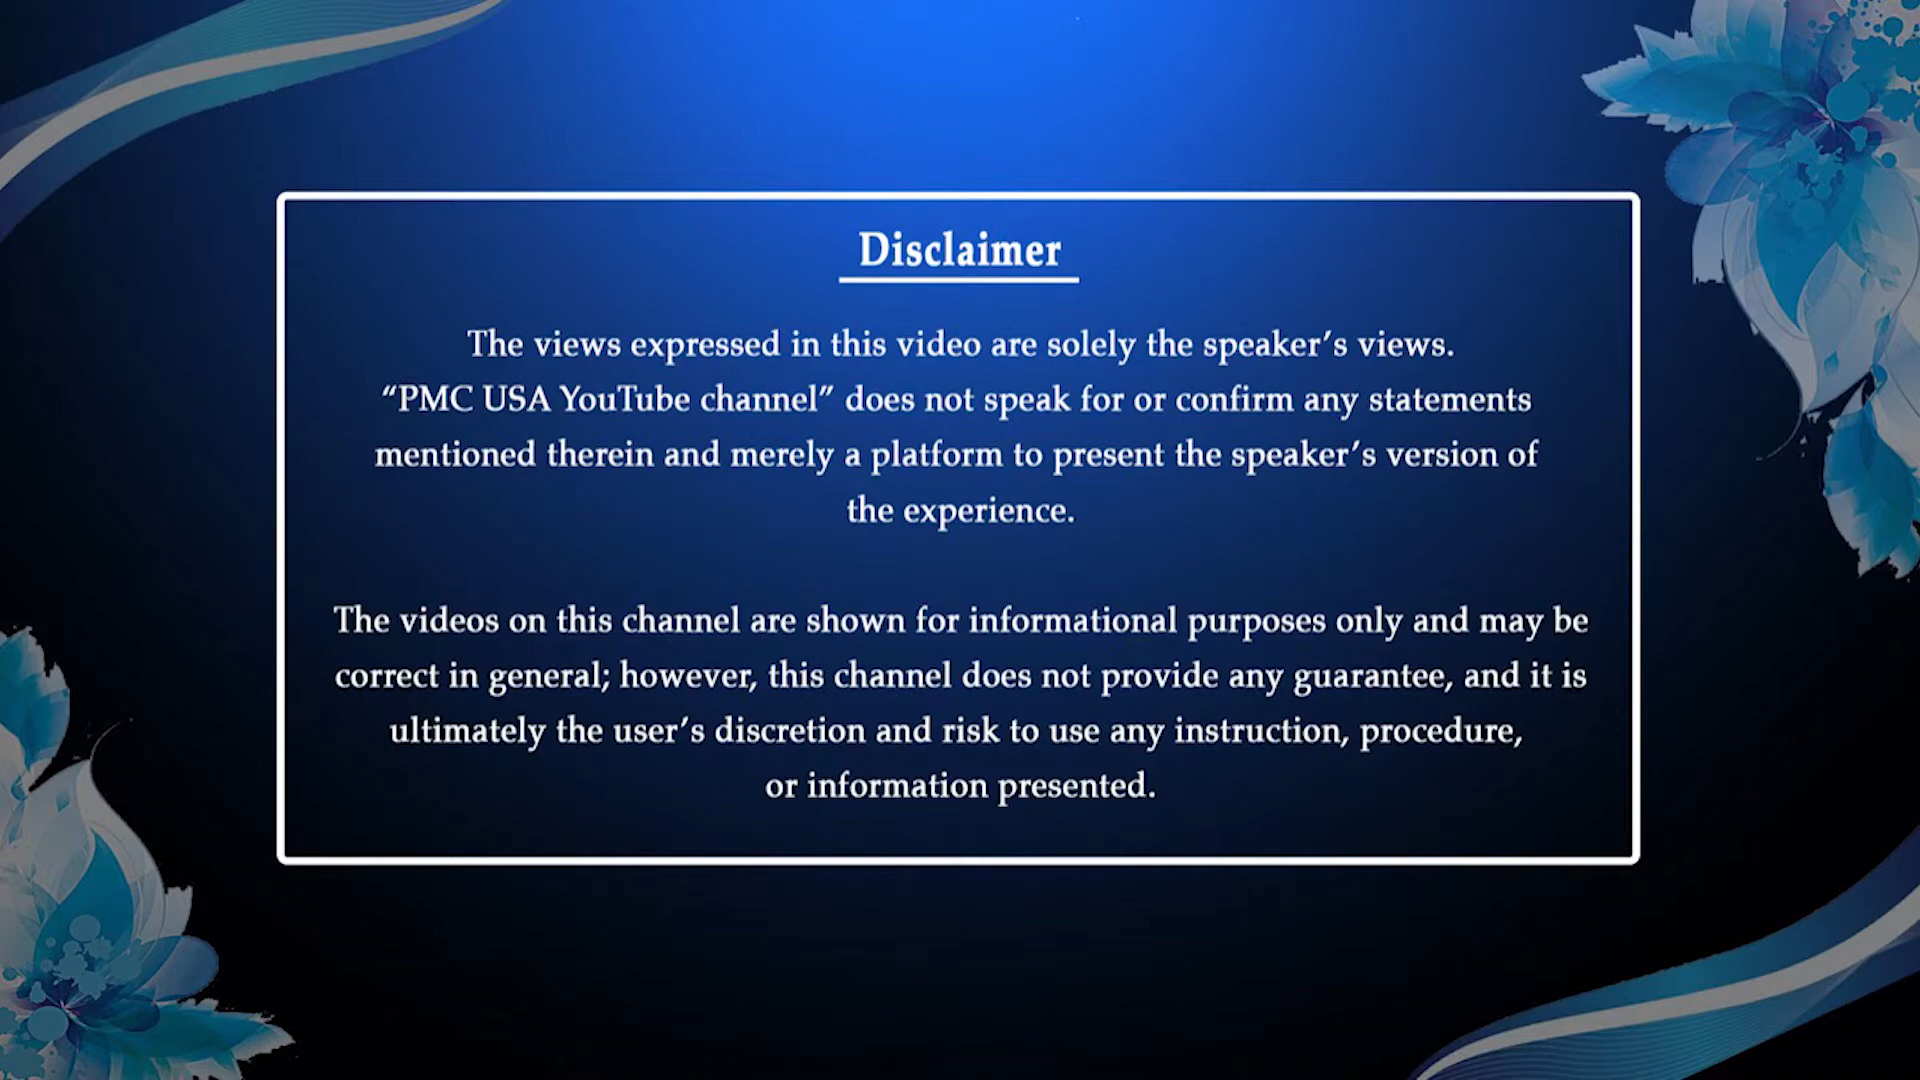 Disclaimer
The views expressed in this video are solely the speaker’s views.
“PMC USA YouTube channel” does not speak for or confirm any statements
mentioned therein and merely a platform to present the speaker’s version of
the experience.
The videos on this channel are shown for informational purposes only and may be
correct in general; however, this channel does not provide any guarantee, and it is
ultimately the user’s discretion and risk to use any instruction, procedure,
or information presented.